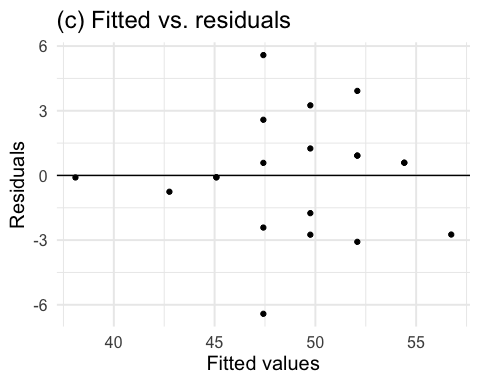 (c) Fitted vs. residuals
6
3
0
-3
-6
Residuals
40 45 50 55
Fitted values